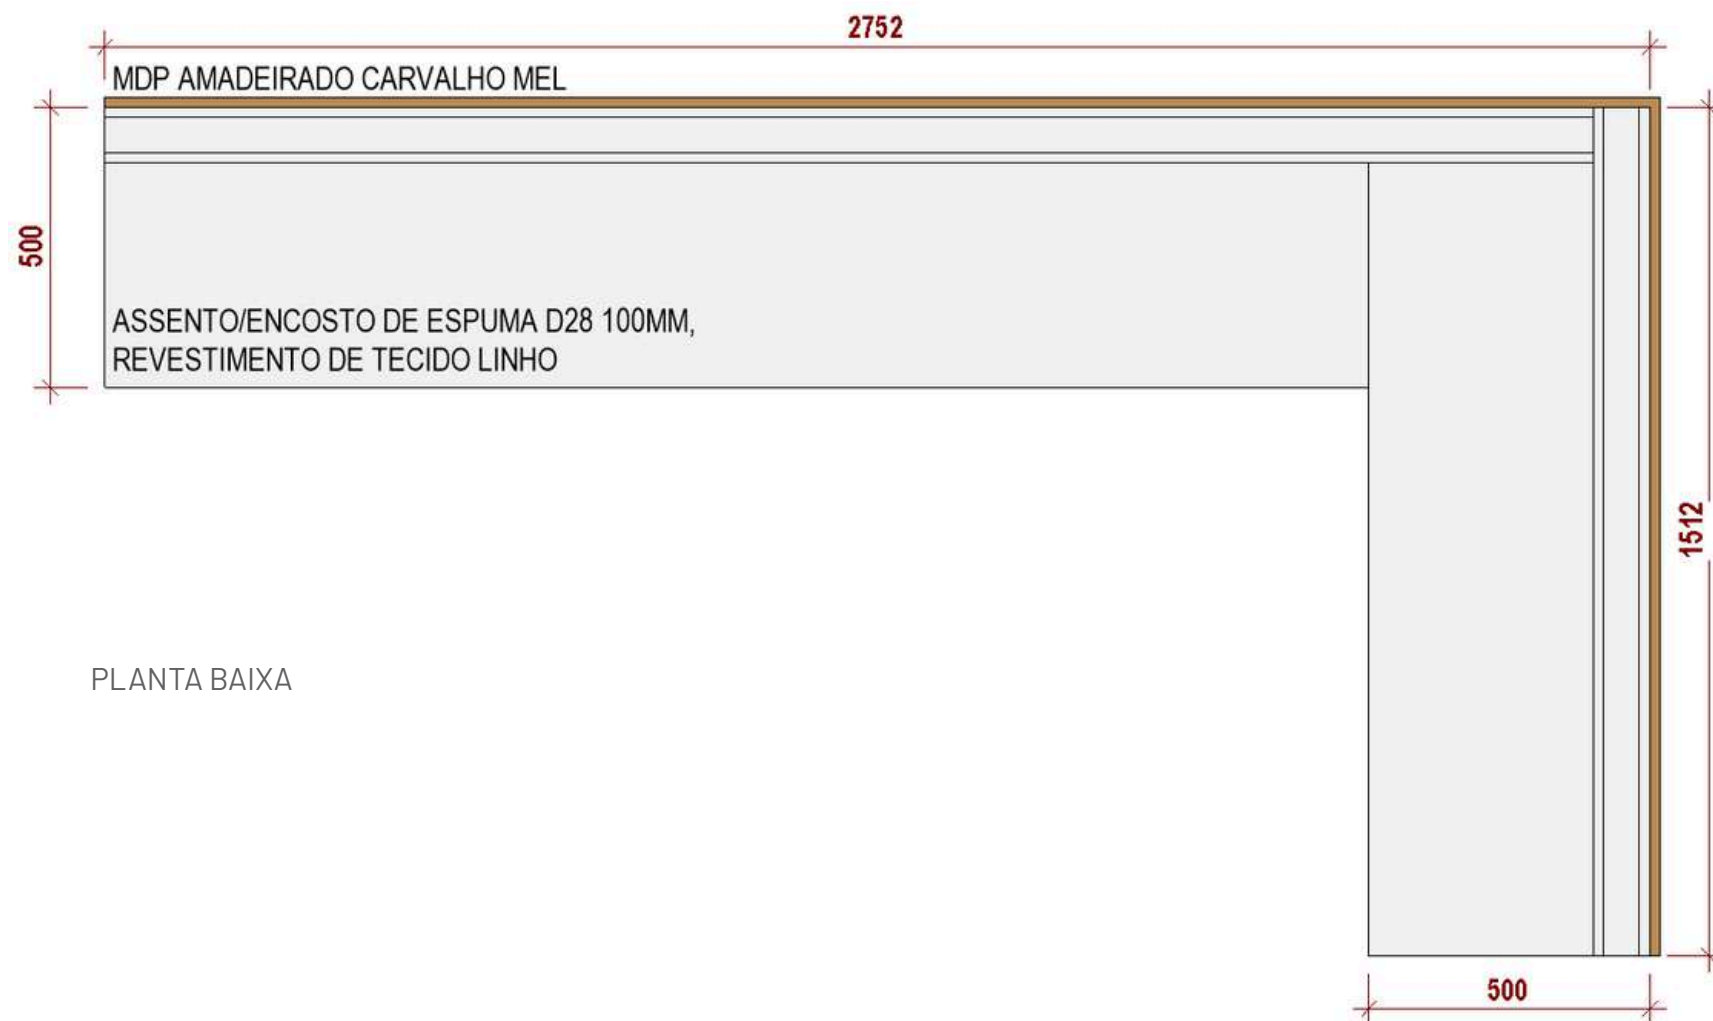 2752
MDP AMADEIRADO CARVALHO MEL
500
ASSENTO/ENCOSTO DE ESPUMA D28 100MM,
REVESTIMENTO DE TECIDO LINHO
1512
PLANTA BAIXA
500